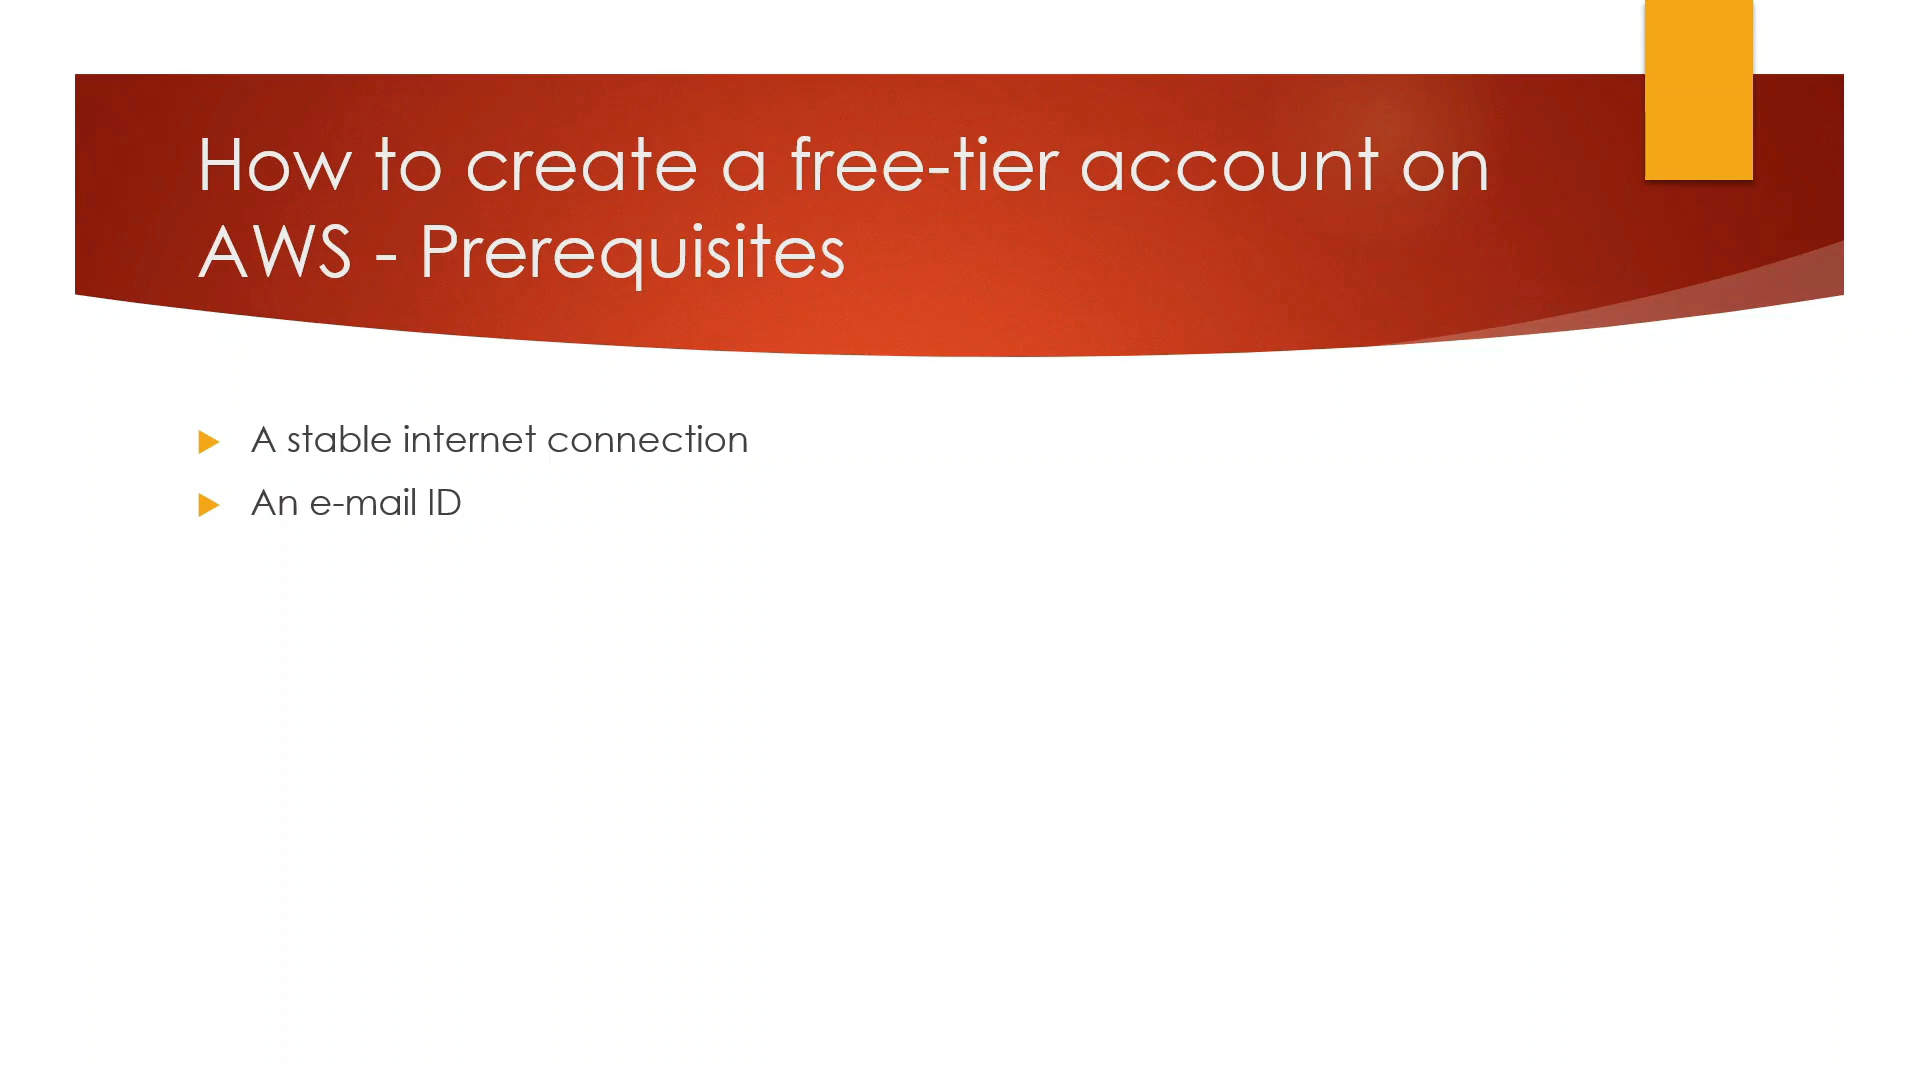 How to create a free-tier account on
AWS - Prerequisites
A stable internet connection
An e-mail ID